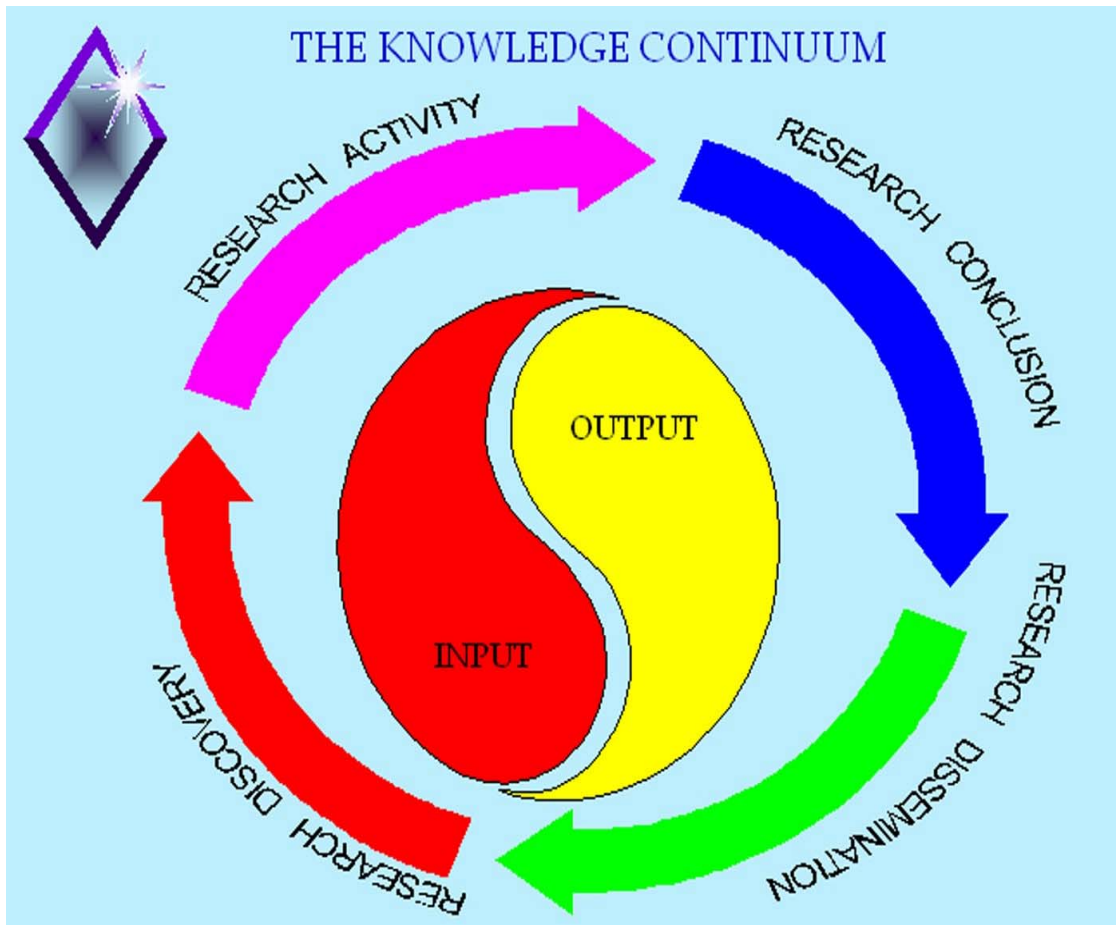 THE KNOWLEDGE CONTINUUM
RESEARCH ACTIVITY
RESEARCH CONCLUSION
OUTPUT
INPUT
RESEARCH DISSEMINATION
RESEARCH DISCOVERY